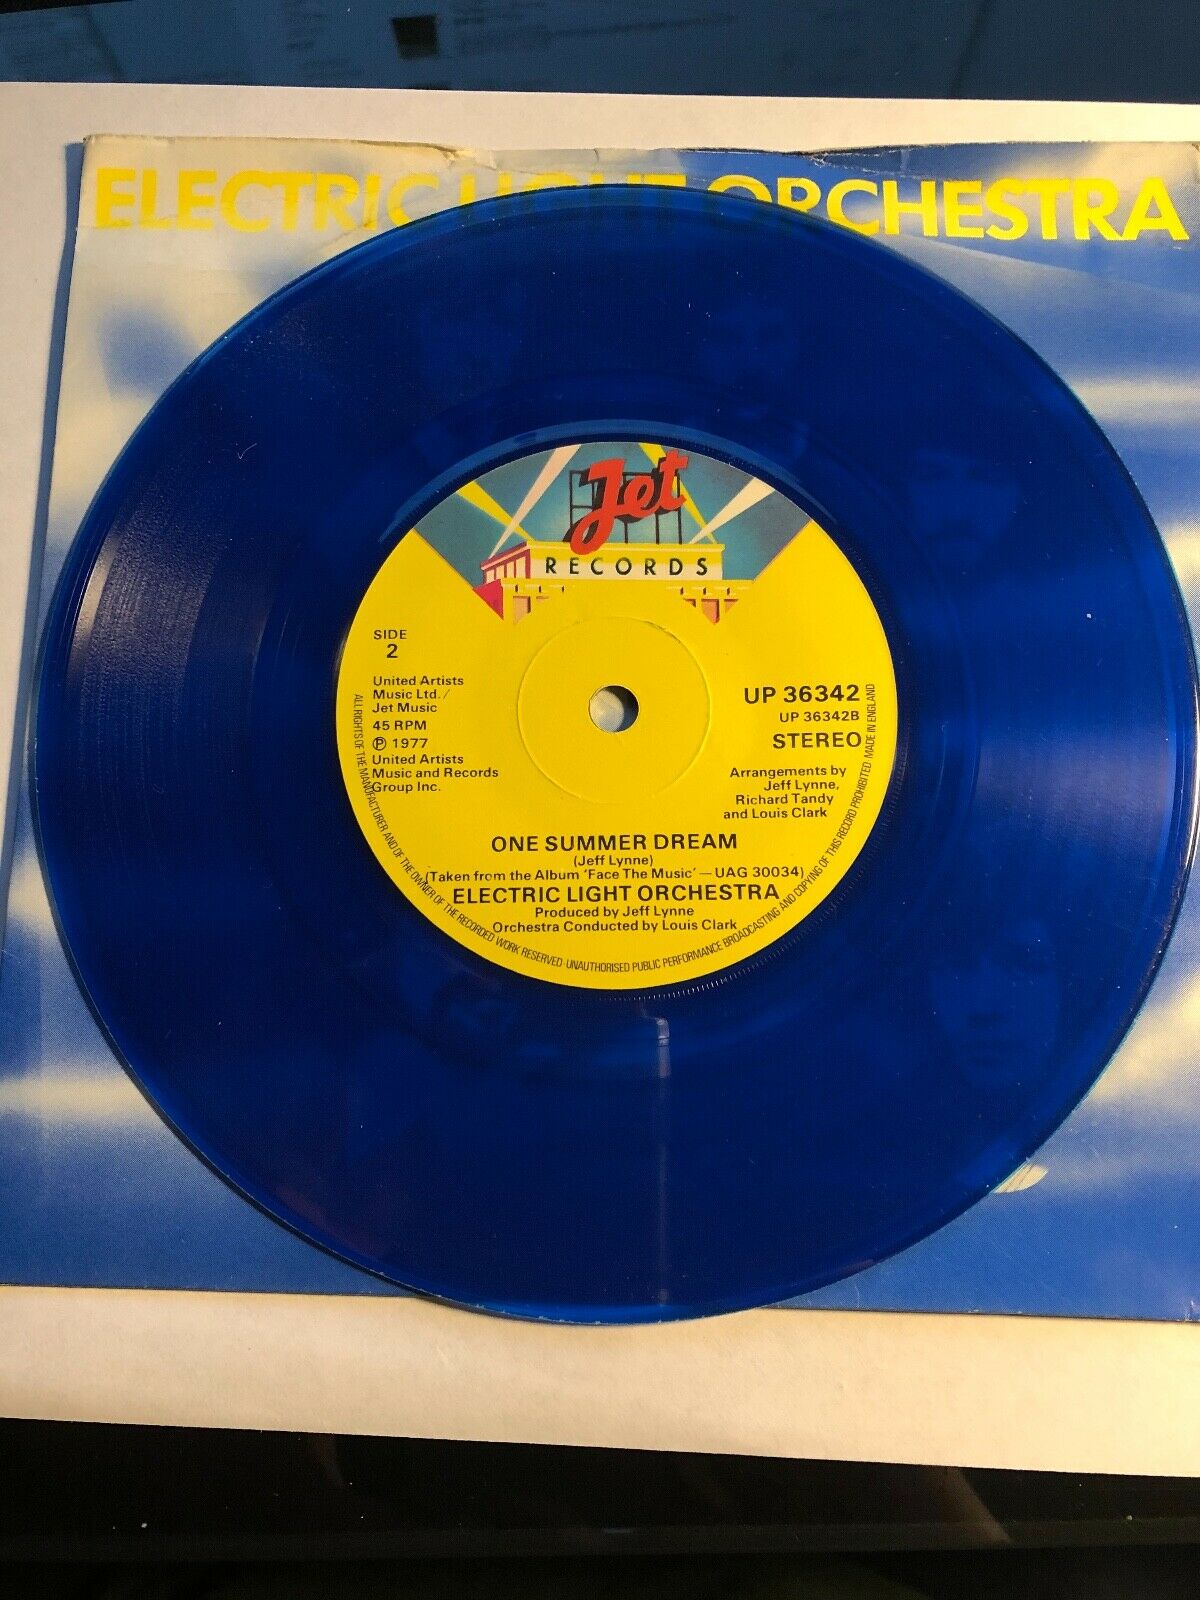 ELECTRIC LIGHT ORCHESTRA
Jet
RECORDS
SIDE
2
United Artists
Music Ltd./
Jet Music
45 RPM
℗ 1977
United Artists
Music and Records
Group Inc.
UP 36342
UP 36342B
STEREO
Arrangements by
Jeff Lynne,
Richard Tandy
and Louis Clark
ONE SUMMER DREAM
(Jeff Lynne)
(Taken from the Album 'Face The Music' — UAG 30034)
ELECTRIC LIGHT ORCHESTRA
Produced by Jeff Lynne
Orchestra Conducted by Louis Clark
ALL RIGHTS OF THE MANUFACTURER AND OF THE OWNER OF THE RECORDED WORK RESERVED · UNAUTHORISED PUBLIC PERFORMANCE BROADCASTING AND COPYING OF THIS RECORD PROHIBITED MADE IN ENGLAND